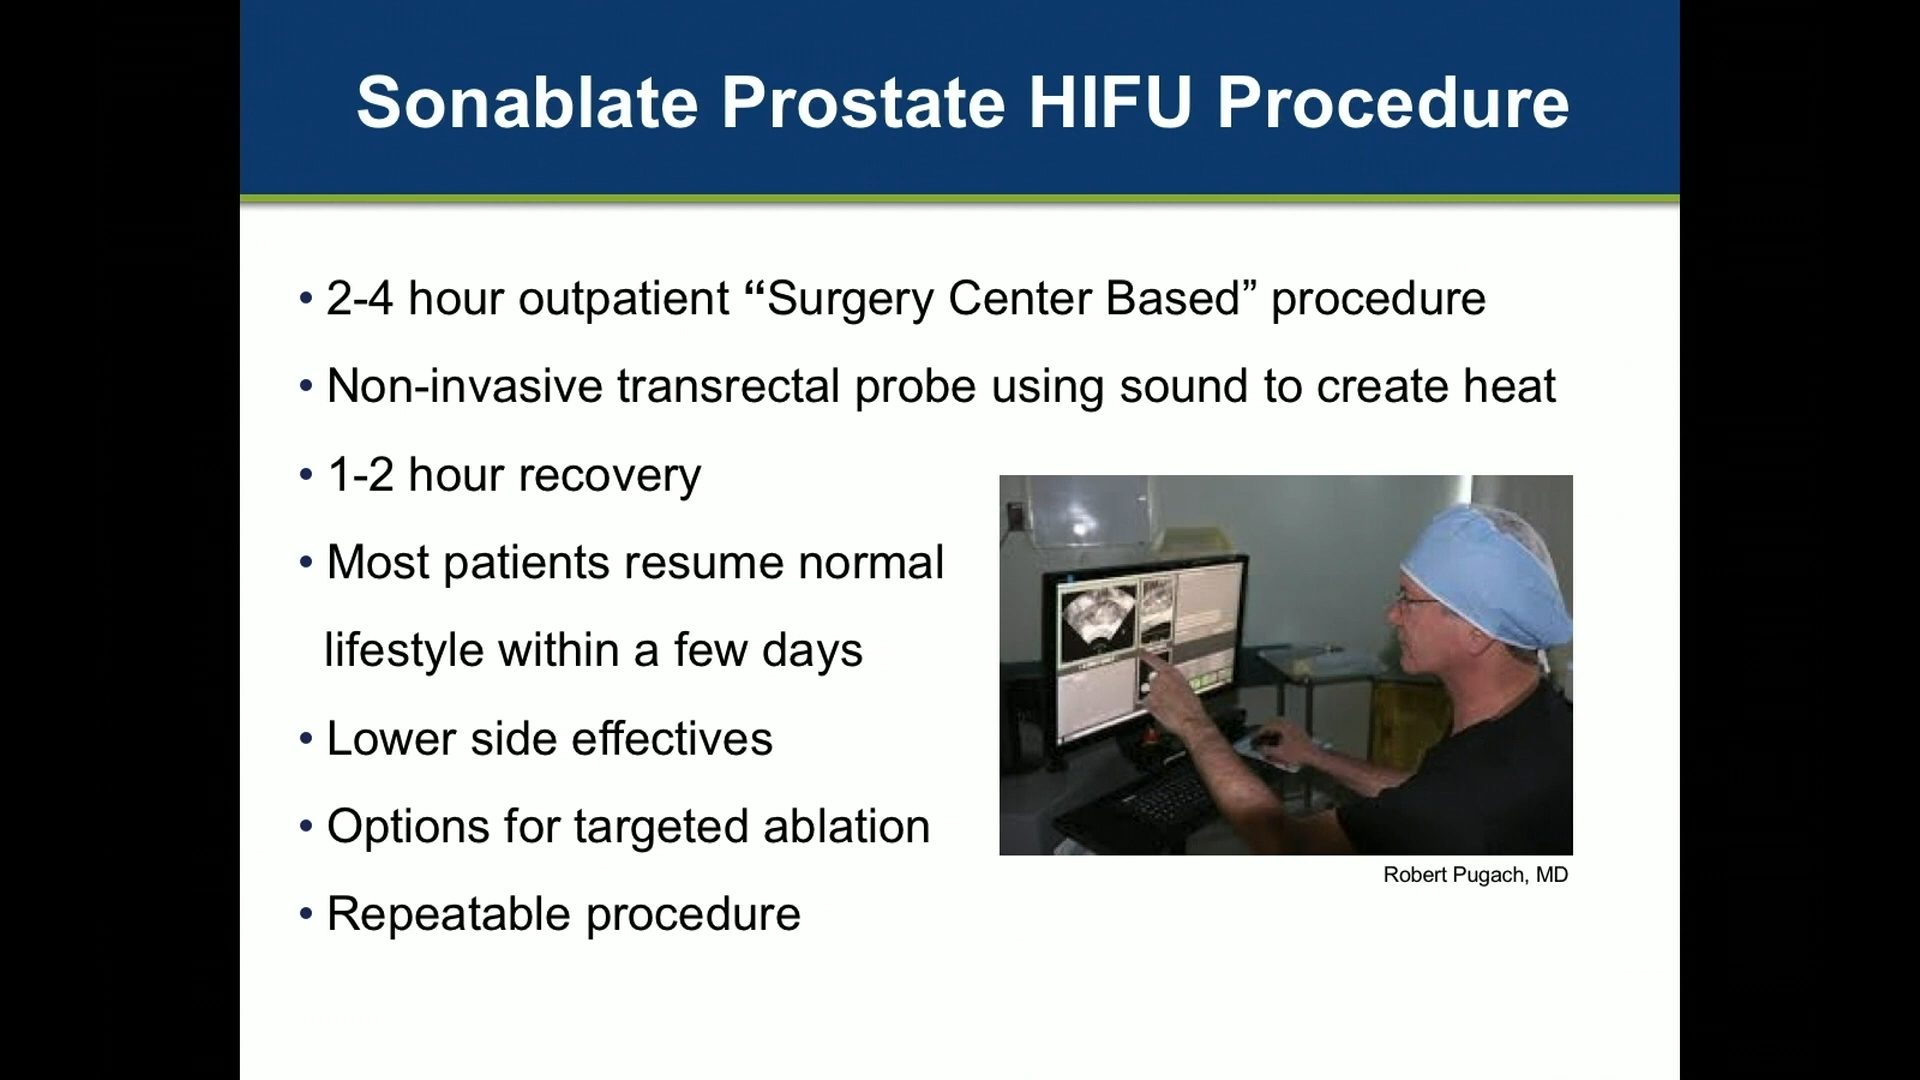 Sonablate Prostate HIFU Procedure
• 2-4 hour outpatient “Surgery Center Based” procedure
• Non-invasive transrectal probe using sound to create heat
• 1-2 hour recovery
• Most patients resume normal
lifestyle within a few days
• Lower side effectives
• Options for targeted ablation
• Repeatable procedure
Robert Pugach, MD